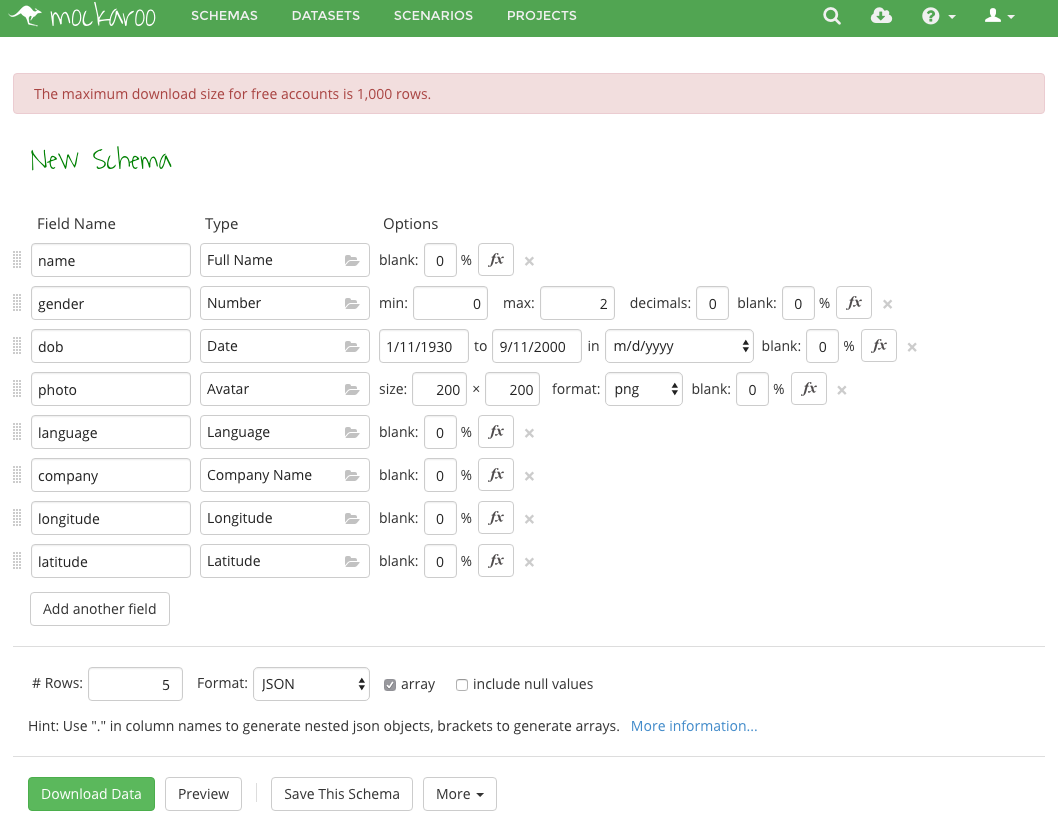 mockaroo SCHEMAS DATASETS SCENARIOS PROJECTS ?
The maximum download size for free accounts is 1,000 rows.
New Schema
Field Name Type Options
name Full Name blank: 0 % fx ×
gender Number min: 0 max: 2 decimals: 0 blank: 0 % fx ×
dob Date 1/11/1930 to 9/11/2000 in m/d/yyyy blank: 0 % fx ×
photo Avatar size: 200 × 200 format: png blank: 0 % fx ×
language Language blank: 0 % fx ×
company Company Name blank: 0 % fx ×
longitude Longitude blank: 0 % fx ×
latitude Latitude blank: 0 % fx ×
Add another field
# Rows: 5 Format: JSON array include null values
Hint: Use "." in column names to generate nested json objects, brackets to generate arrays. More information...
Download Data Preview Save This Schema More